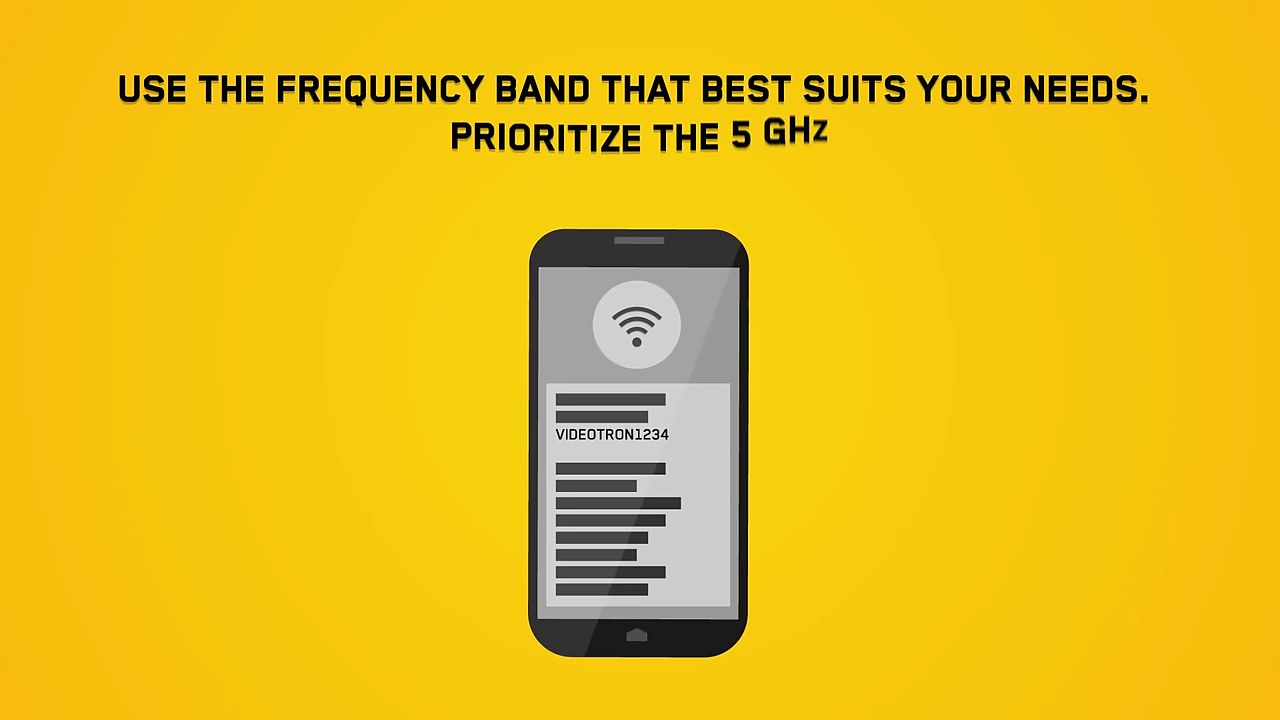 USE THE FREQUENCY BAND THAT BEST SUITS YOUR NEEDS.
PRIORITIZE THE 5 GHz
VIDEOTRON1234